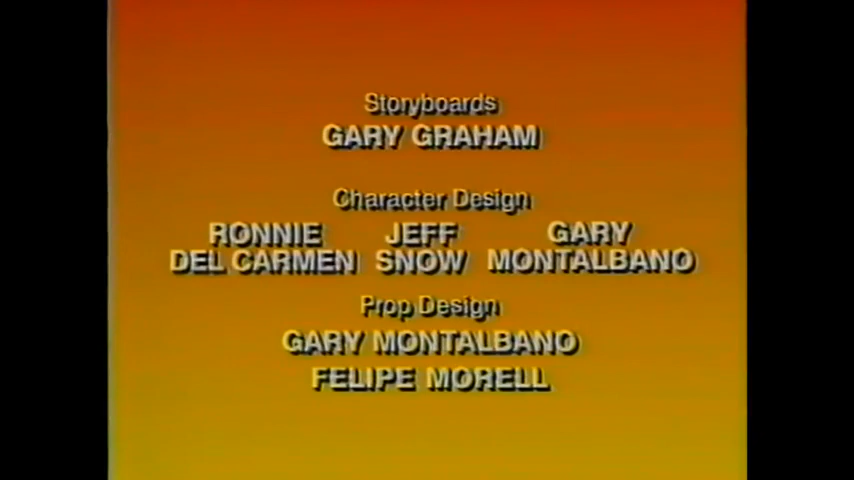 Storyboards
GARY GRAHAM
Character Design
RONNIE DEL CARMEN
JEFF SNOW
GARY MONTALBANO
Prop Design
GARY MONTALBANO
FELIPE MORELL